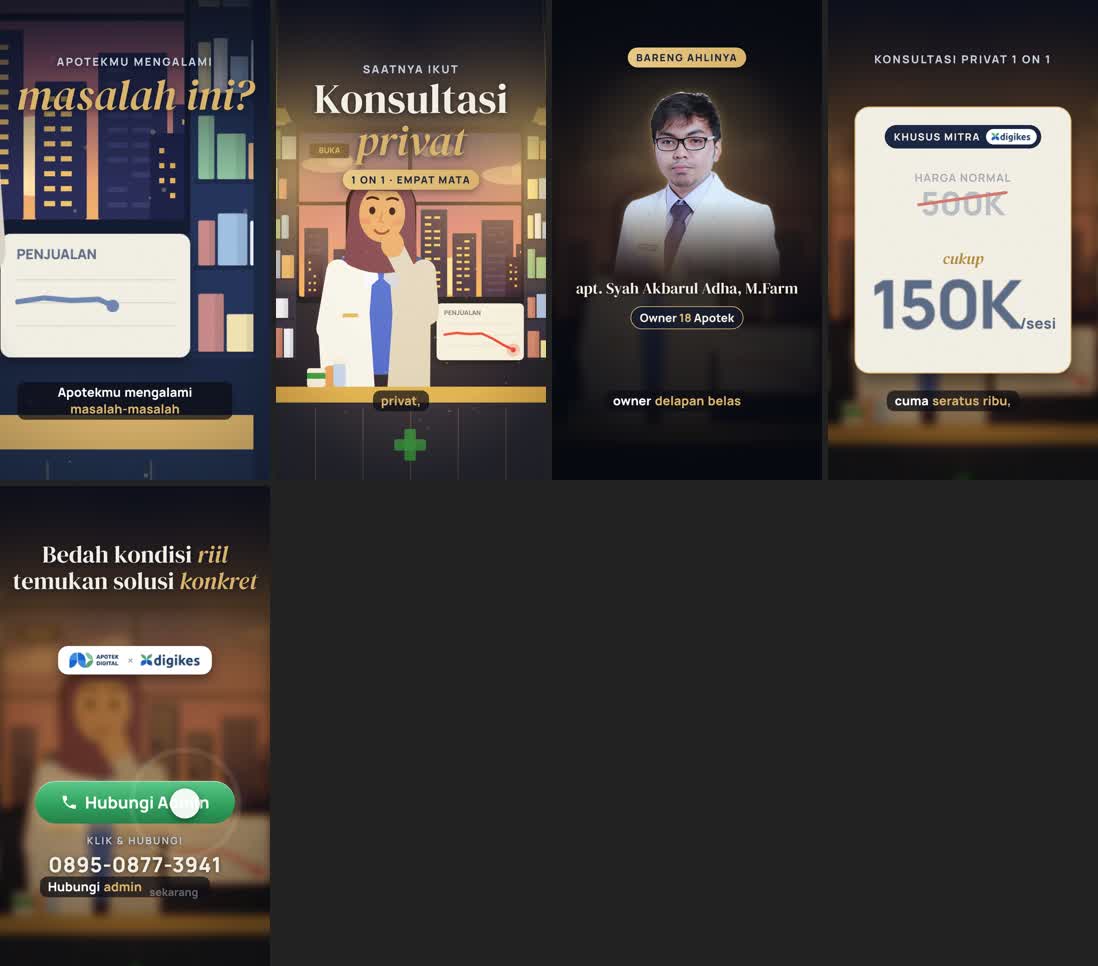 APOTEKMU MENGALAMI
masalah ini?
PENJUALAN
Apotekmu mengalami
masalah-masalah
SAATNYA IKUT
Konsultasi
BUKA
privat
1 ON 1 · EMPAT MATA
PENJUALAN
privat,
BARENG AHLINYA
apt. Syah Akbarul Adha, M.Farm
Owner 18 Apotek
owner delapan belas
KONSULTASI PRIVAT 1 ON 1
KHUSUS MITRA digikes
HARGA NORMAL
500K
cukup
150K/sesi
cuma seratus ribu,
Bedah kondisi riil
temukan solusi konkret
APOTEK
DIGITAL × digikes
Hubungi Admin
KLIK & HUBUNGI
0895-0877-3941
Hubungi admin sekarang